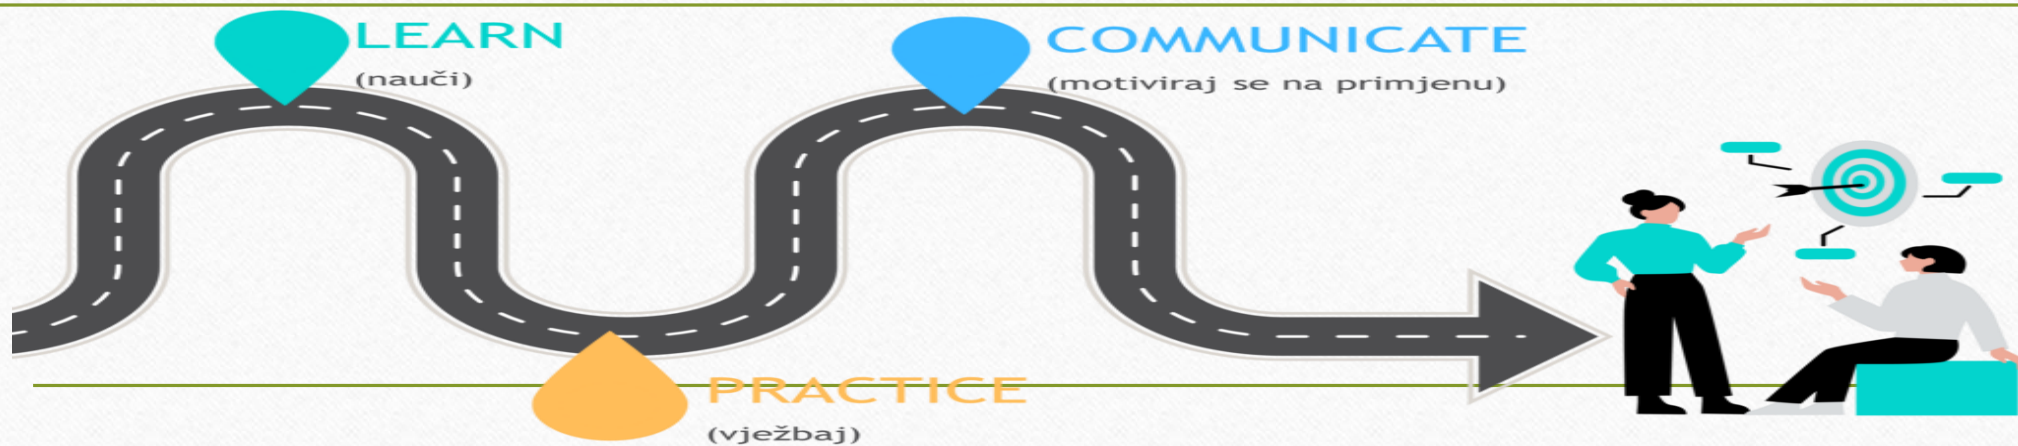 LEARN
(nauči)
COMMUNICATE
(motiviraj se na primjenu)
PRACTICE
(vježbaj)